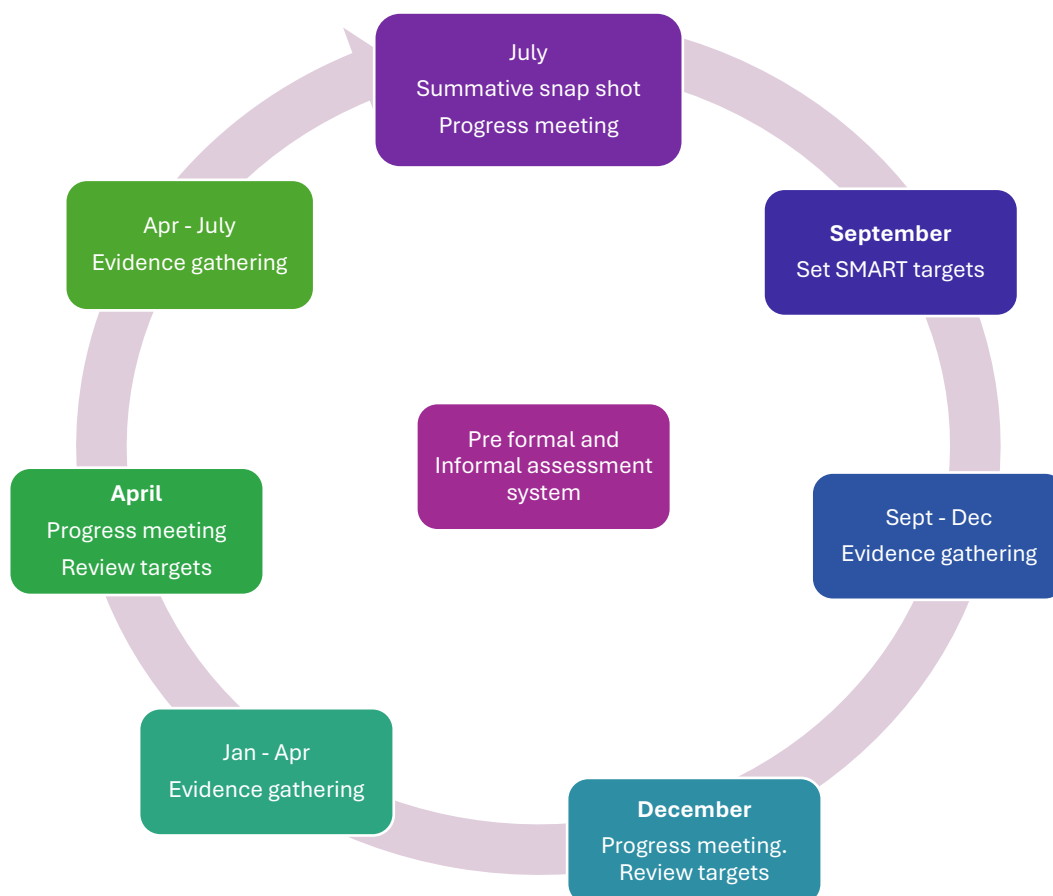 July
Summative snap shot
Progress meeting
September
Set SMART targets
Sept - Dec
Evidence gathering
December
Progress meeting.
Review targets
Jan - Apr
Evidence gathering
April
Progress meeting
Review targets
Apr - July
Evidence gathering
Pre formal and
Informal assessment
system